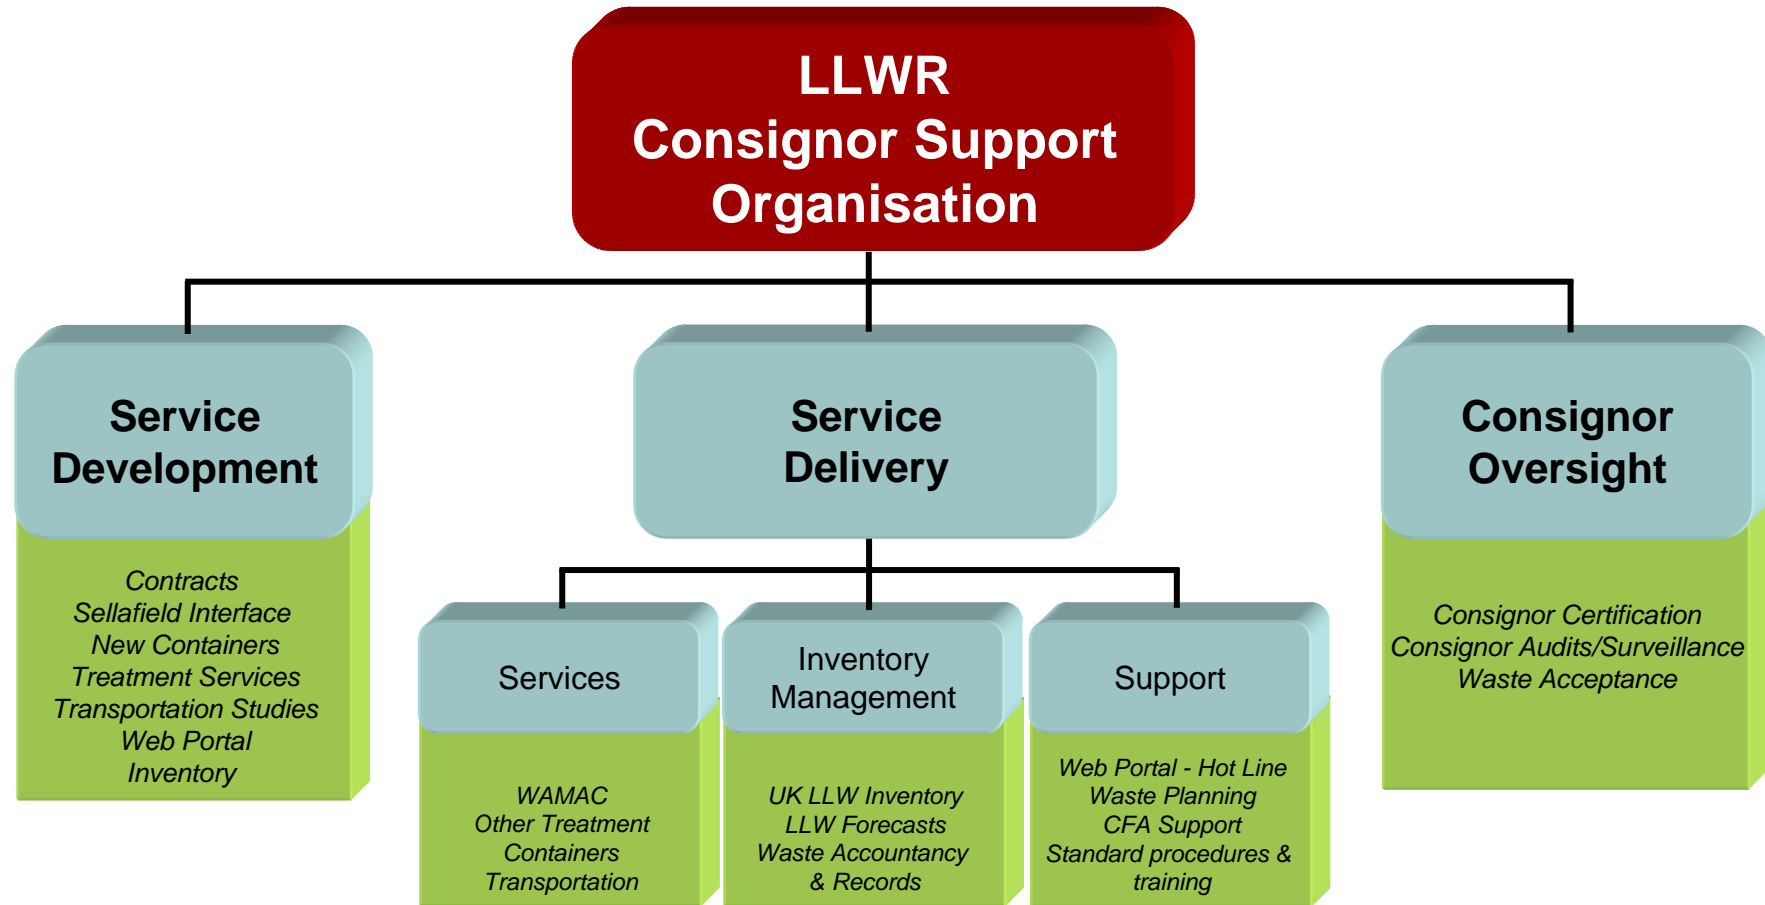 LLWR
Consignor Support
Organisation
Service
Development
Contracts
Sellafield Interface
New Containers
Treatment Services
Transportation Studies
Web Portal
Inventory
Service
Delivery
Services
WAMAC
Other Treatment
Containers
Transportation
Inventory
Management
UK LLW Inventory
LLW Forecasts
Waste Accountancy
& Records
Support
Web Portal - Hot Line
Waste Planning
CFA Support
Standard procedures &
training
Consignor
Oversight
Consignor Certification
Consignor Audits/Surveillance
Waste Acceptance